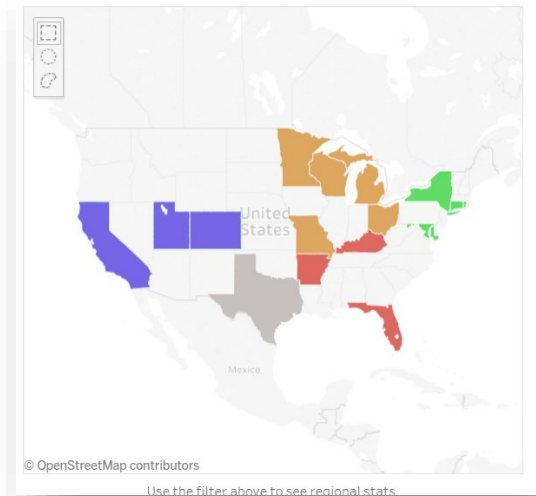 United
States
Mexico
© OpenStreetMap contributors
Use the filter above to see regional stats